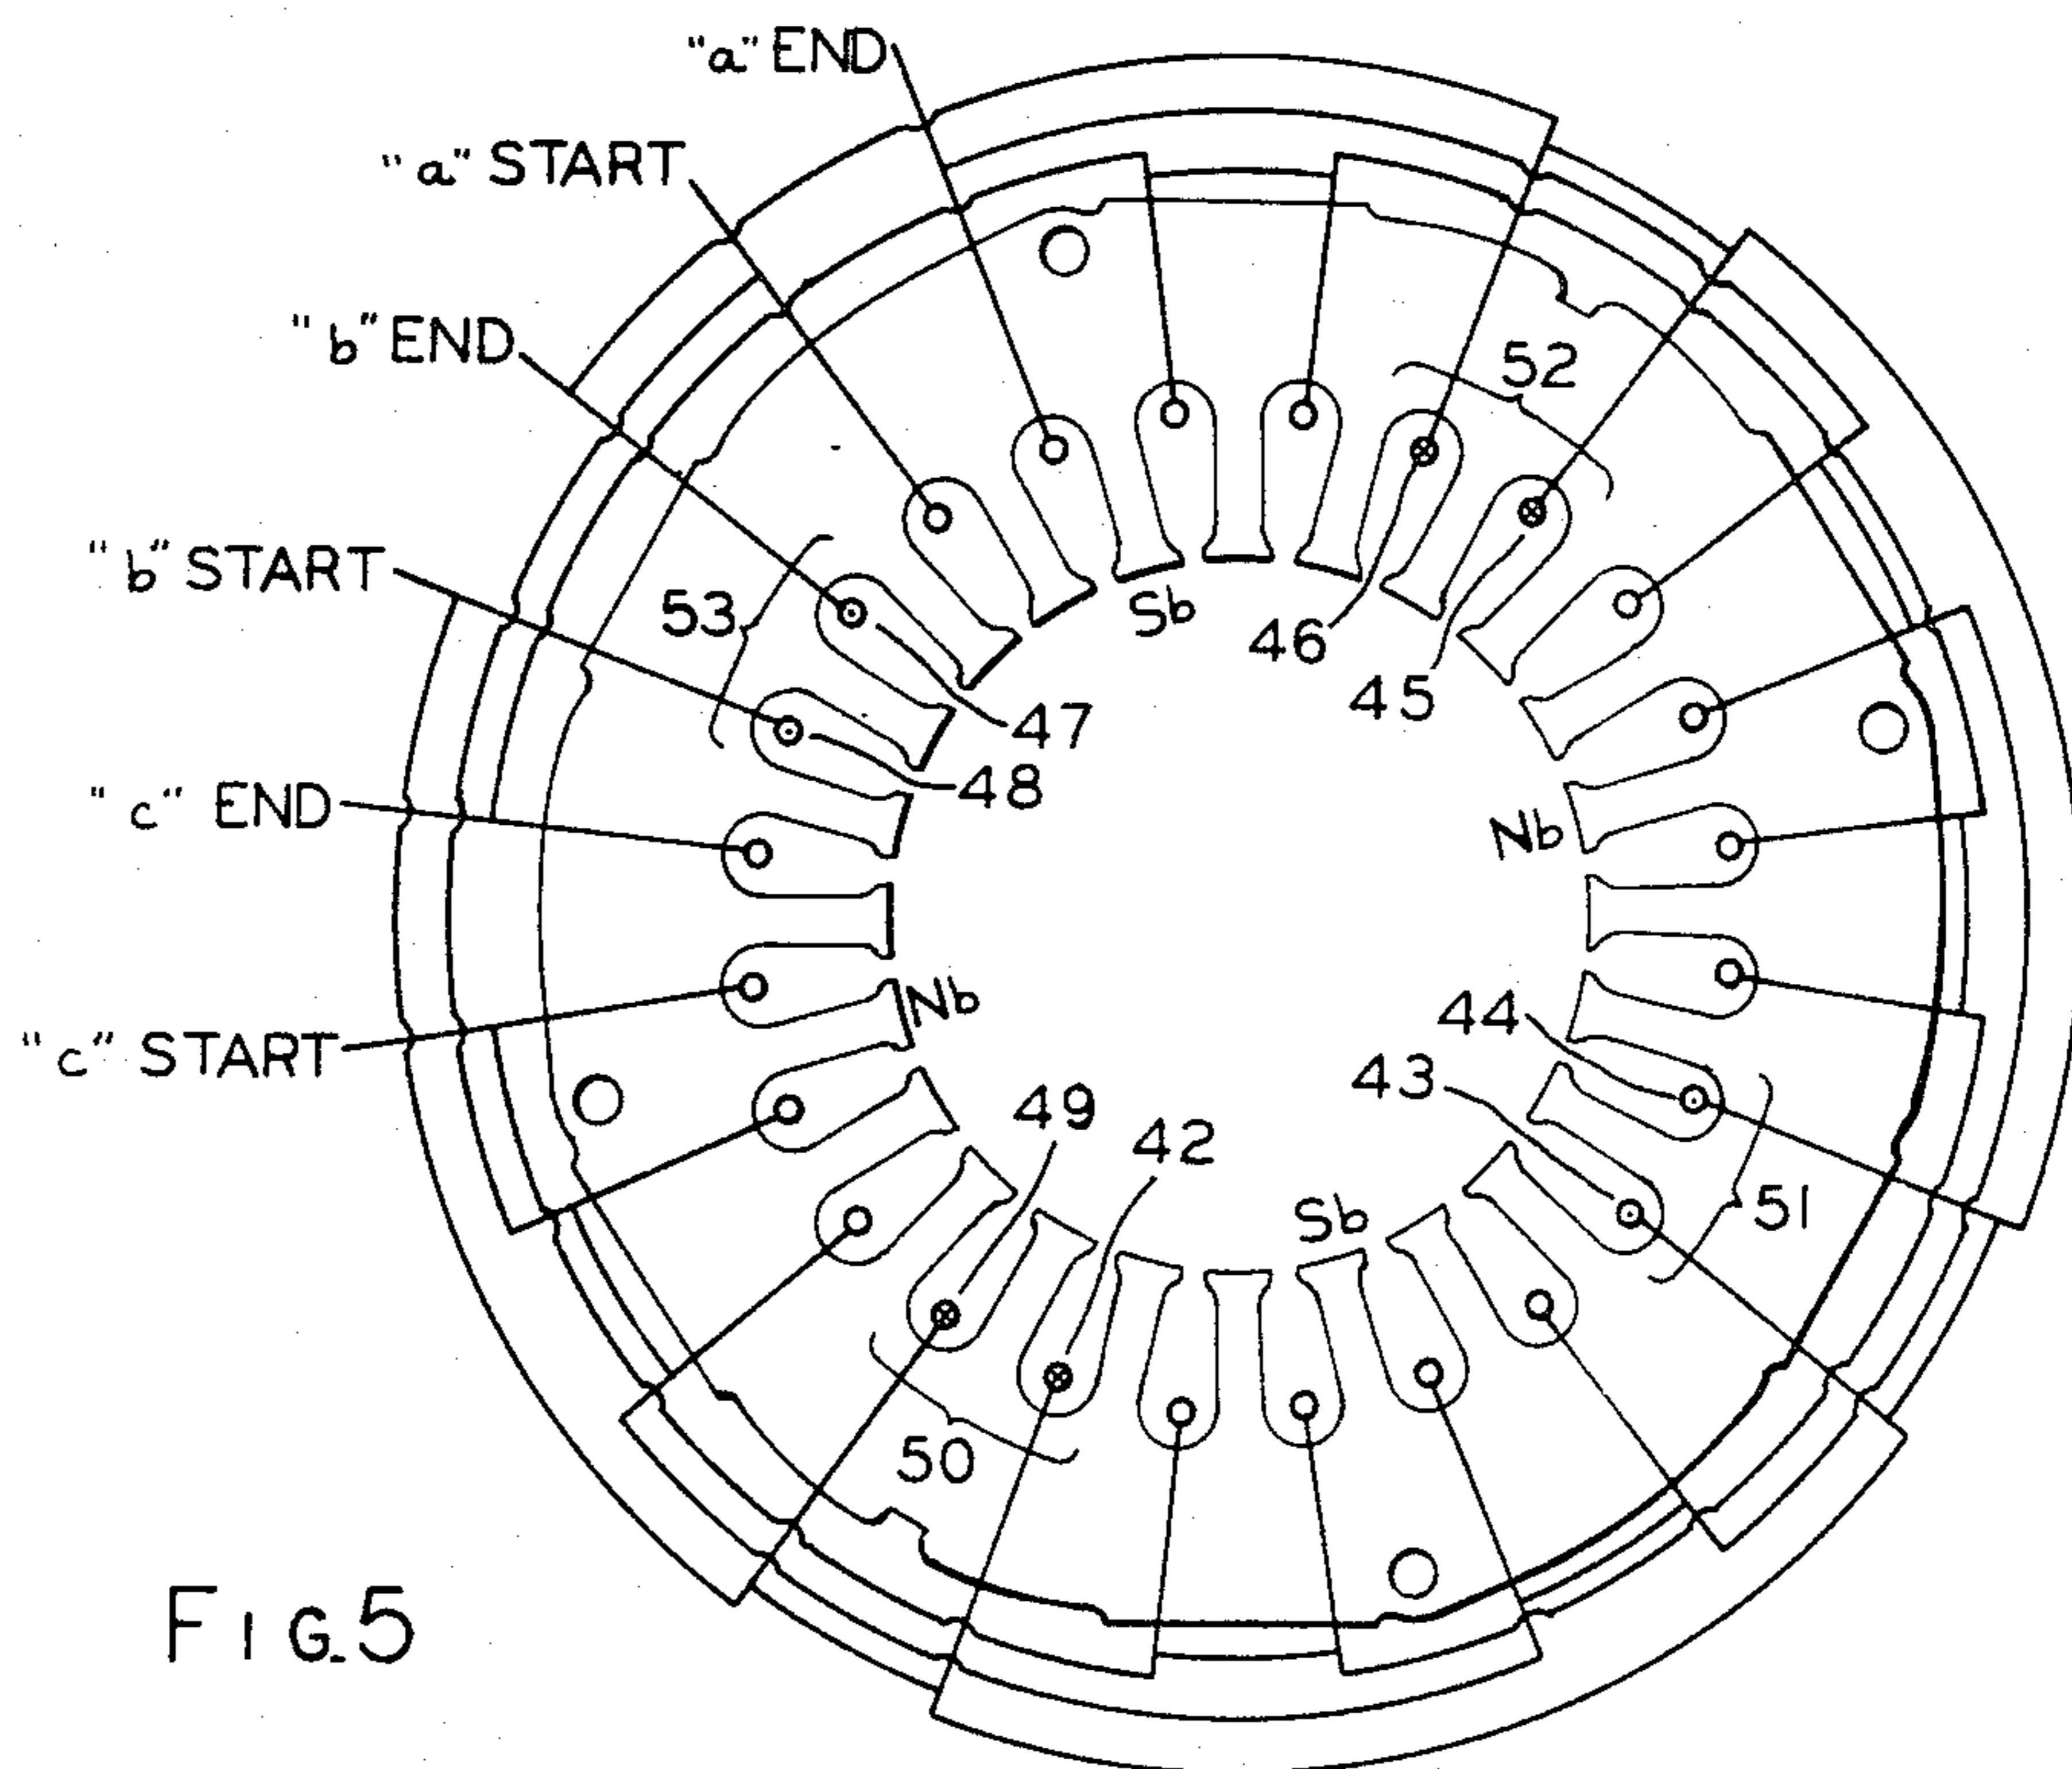 "a" END
"a" START
"b" END
52
"b" START
53
Sb
46
45
47
48
"c" END
Nb
Nb
44
"c" START
43
49
42
Sb
51
50
FIG.5